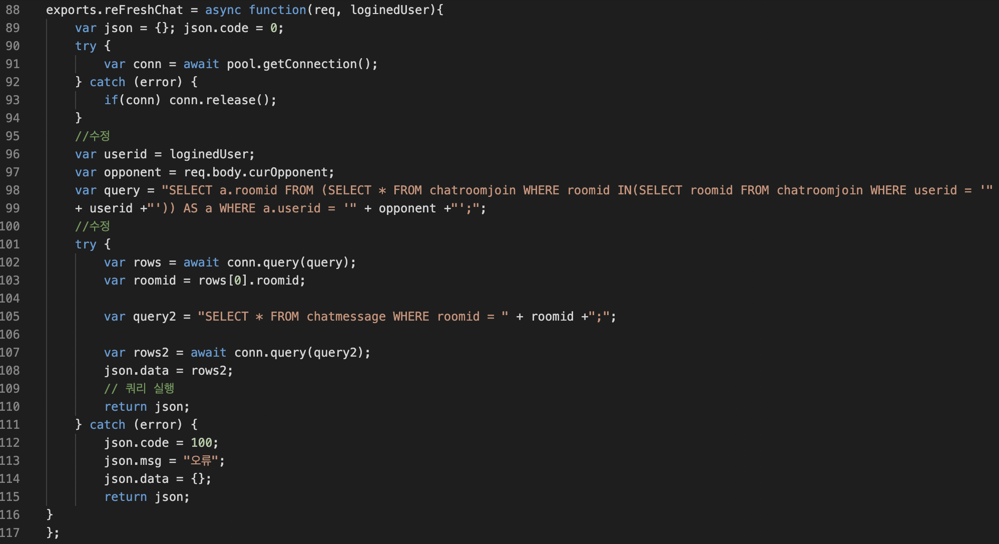 88 exports.reFreshChat = async function(req, loginedUser){
89 var json = {}; json.code = 0;
90 try {
91 var conn = await pool.getConnection();
92 } catch (error) {
93 if(conn) conn.release();
94 }
95 //수정
96 var userid = loginedUser;
97 var opponent = req.body.curOpponent;
98 var query = "SELECT a.roomid FROM (SELECT * FROM chatroomjoin WHERE roomid IN(SELECT roomid FROM chatroomjoin WHERE userid = '"
99 + userid +"')) AS a WHERE a.userid = '" + opponent +"';";
100 //수정
101 try {
102 var rows = await conn.query(query);
103 var roomid = rows[0].roomid;
104
105 var query2 = "SELECT * FROM chatmessage WHERE roomid = " + roomid +";";
106
107 var rows2 = await conn.query(query2);
108 json.data = rows2;
109 // 쿼리 실행
110 return json;
111 } catch (error) {
112 json.code = 100;
113 json.msg = "오류";
114 json.data = {};
115 return json;
116 }
117 };